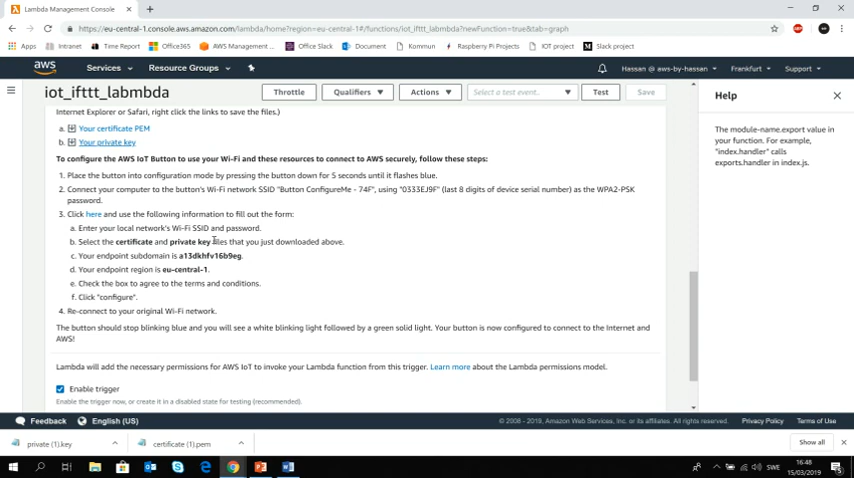 Lambda Management Console
https://eu-central-1.console.aws.amazon.com/lambda/home?region=eu-central-1#/functions/iot_ifttt_labmbda?newFunction=true&tab=graph
Apps Intranet Time Report Office365 AWS Management ... Office Slack Document Kommun Raspberry Pi Projects IOT project Slack project
aws Services Resource Groups Hassan @ aws-by-hassan Frankfurt Support
iot_ifttt_labmbda Throttle Qualifiers Actions Select a test event. Test Save
Internet Explorer or Safari, right click the links to save the files.)
a. Your certificate PEM
b. Your private key
To configure the AWS IoT Button to use your Wi-Fi and these resources to connect to AWS securely, follow these steps:
1. Place the button into configuration mode by pressing the button down for 5 seconds until it flashes blue.
2. Connect your computer to the button's Wi-Fi network SSID "Button ConfigureMe - 74F", using "0333EJ9F" (last 8 digits of device serial number) as the WPA2-PSK
password.
3. Click here and use the following information to fill out the form:
a. Enter your local network's Wi-Fi SSID and password.
b. Select the certificate and private key files that you just downloaded above.
c. Your endpoint subdomain is a13dkhfv16b9eg.
d. Your endpoint region is eu-central-1.
e. Check the box to agree to the terms and conditions.
f. Click "configure".
4. Re-connect to your original Wi-Fi network.
The button should stop blinking blue and you will see a white blinking light followed by a green solid light. Your button is now configured to connect to the Internet and
AWS!
Lambda will add the necessary permissions for AWS IoT to invoke your Lambda function from this trigger. Learn more about the Lambda permissions model.
Enable trigger
Enable the trigger now, or create it in a disabled state for testing (recommended).
Help
The module-name.export value in
your function. For example,
"index.handler" calls
exports.handler in index.js.
Feedback English (US) © 2008 - 2019, Amazon Web Services, Inc. or its affiliates. All rights reserved. Privacy Policy Terms of Use
private (1).key certificate (1).pem Show all
SWE
16:48
15/03/2019